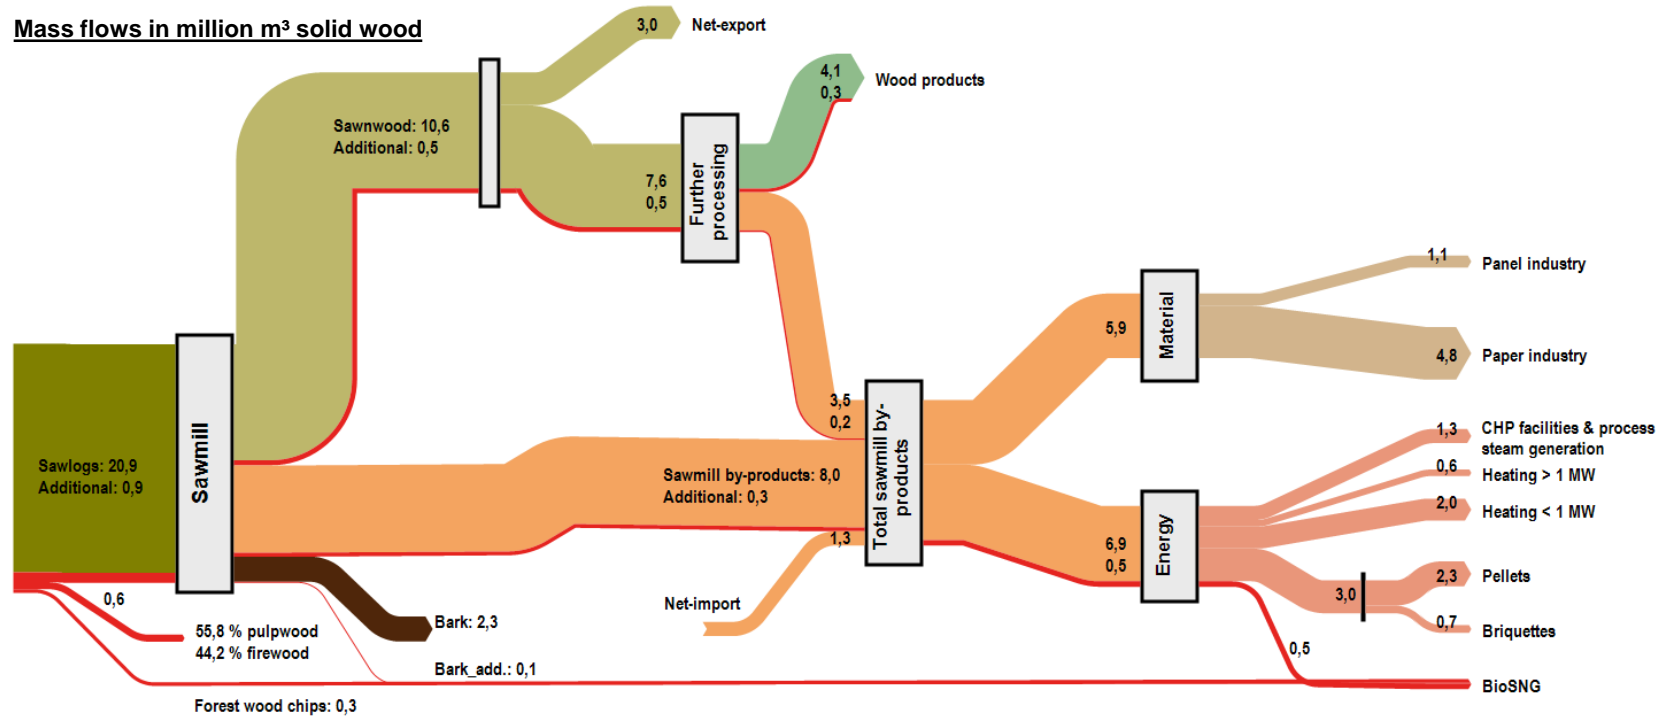 Mass flows in million m³ solid wood
3,0
Net-export
4,1
0,3
Wood products
Sawnwood: 10,6
Additional: 0,5
7,6
0,5
Further
processing
1,1
Panel industry
Material
5,9
4,8
Paper industry
3,5
0,2
Sawlogs: 20,9
Additional: 0,9
Sawmill
Sawmill by-products: 8,0
Additional: 0,3
Total sawmill by-
products
1,3
Net-import
1,3
CHP facilities & process
steam generation
0,6
Heating > 1 MW
2,0
Heating < 1 MW
Energy
6,9
0,5
2,3
Pellets
3,0
0,7
Briquettes
0,6
55,8 % pulpwood
44,2 % firewood
Bark: 2,3
Bark_add.: 0,1
0,5
BioSNG
Forest wood chips: 0,3